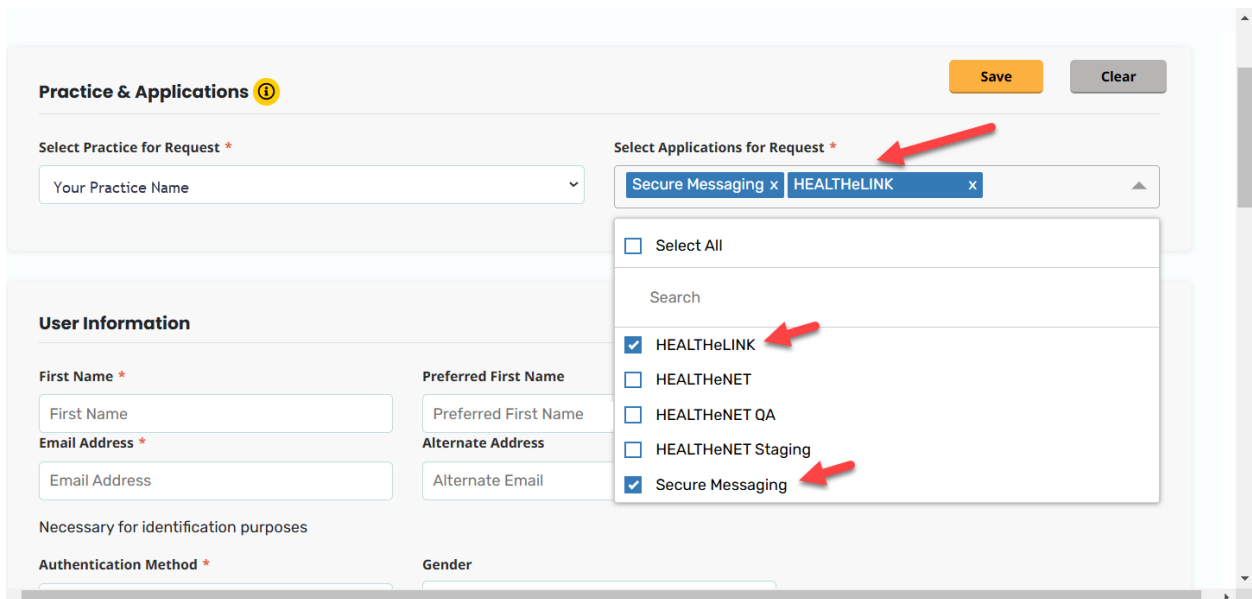 Practice & Applications
Save
Clear
Select Practice for Request *
Select Applications for Request *
Your Practice Name
Secure Messaging x HEALTHeLINK x
Select All
Search
HEALTHeLINK
HEALTHeNET
HEALTHeNET QA
HEALTHeNET Staging
Secure Messaging
User Information
First Name *
Preferred First Name
First Name
Preferred First Name
Email Address *
Alternate Address
Email Address
Alternate Email
Necessary for identification purposes
Authentication Method *
Gender